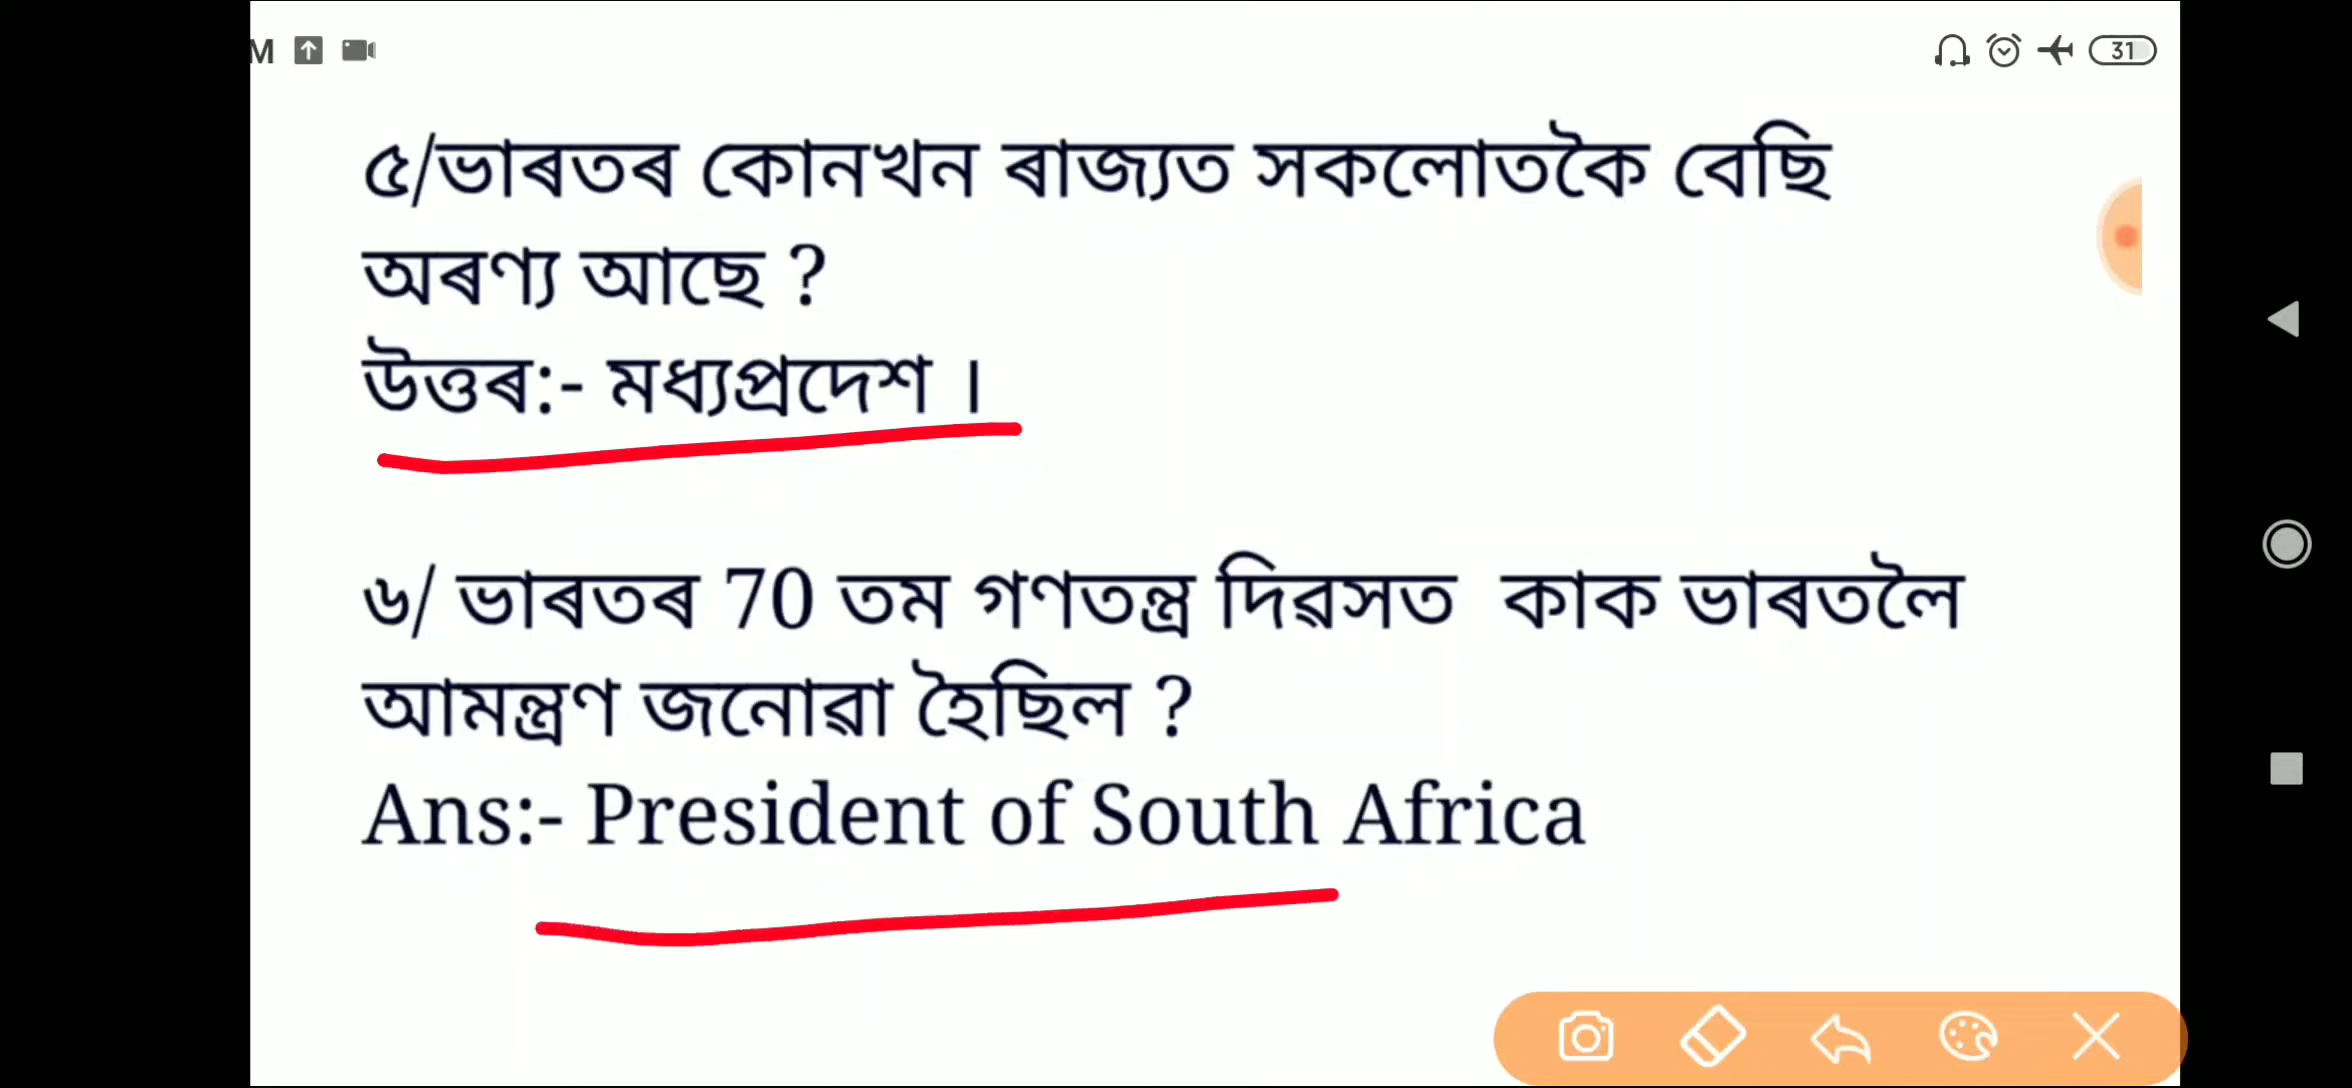 M
31
৫/ভাৰতৰ কোনখন ৰাজ্যত সকলোতকৈ বেছি
অৰণ্য আছে ?
উত্তৰ:- মধ্যপ্ৰদেশ ।
৬/ ভাৰতৰ 70 তম গণতন্ত্ৰ দিৱসত কাক ভাৰতলৈ
আমন্ত্ৰণ জনোৱা হৈছিল ?
Ans:- President of South Africa